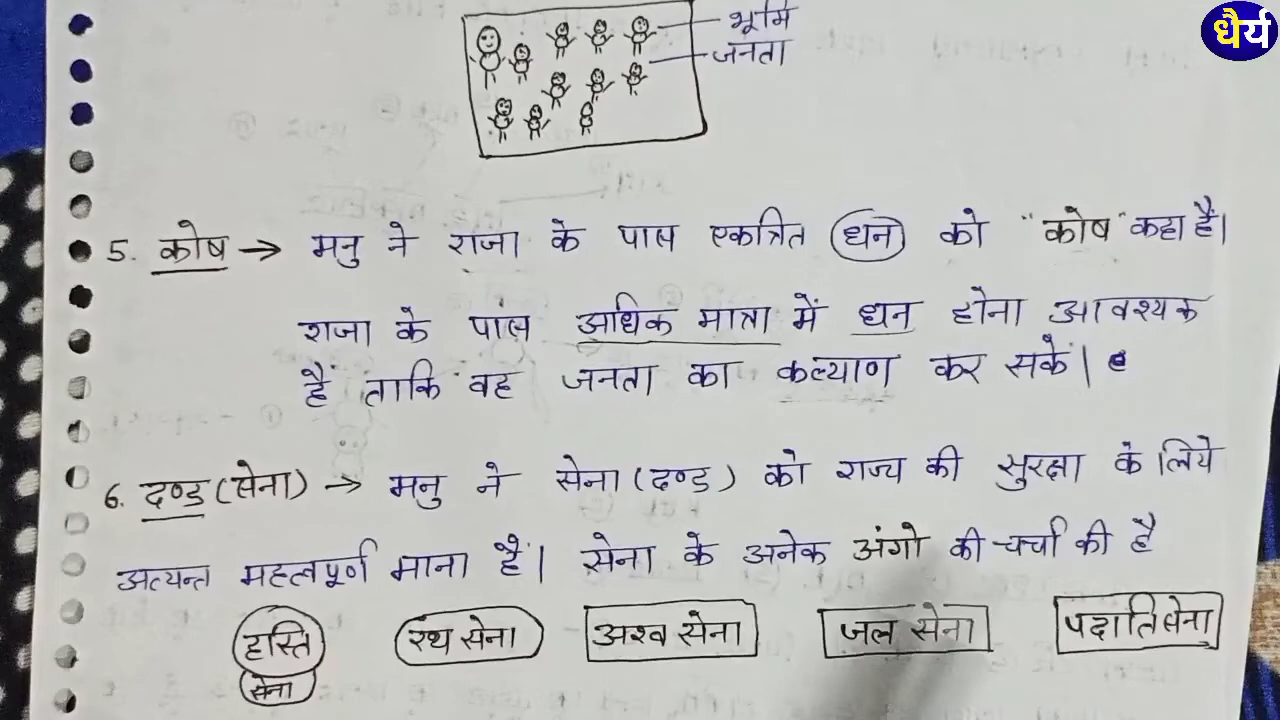 धैर्य
भूमि
जनता
5. कोष → मनु ने राजा के पास एकत्रित धन को "कोष" कहा है।
राजा के पास अधिक मात्रा में धन होना आवश्यक
हैं ताकि वह जनता का कल्याण कर सकें।
6. दण्ड (सेना) → मनु ने सेना (दण्ड) को राज्य की सुरक्षा के लिये
अत्यन्त महत्वपूर्ण माना हैं। सेना के अनेक अंगो की चर्चा की है
हस्ति रथ सेना अश्व सेना जल सेना पदाति सेना
सेना